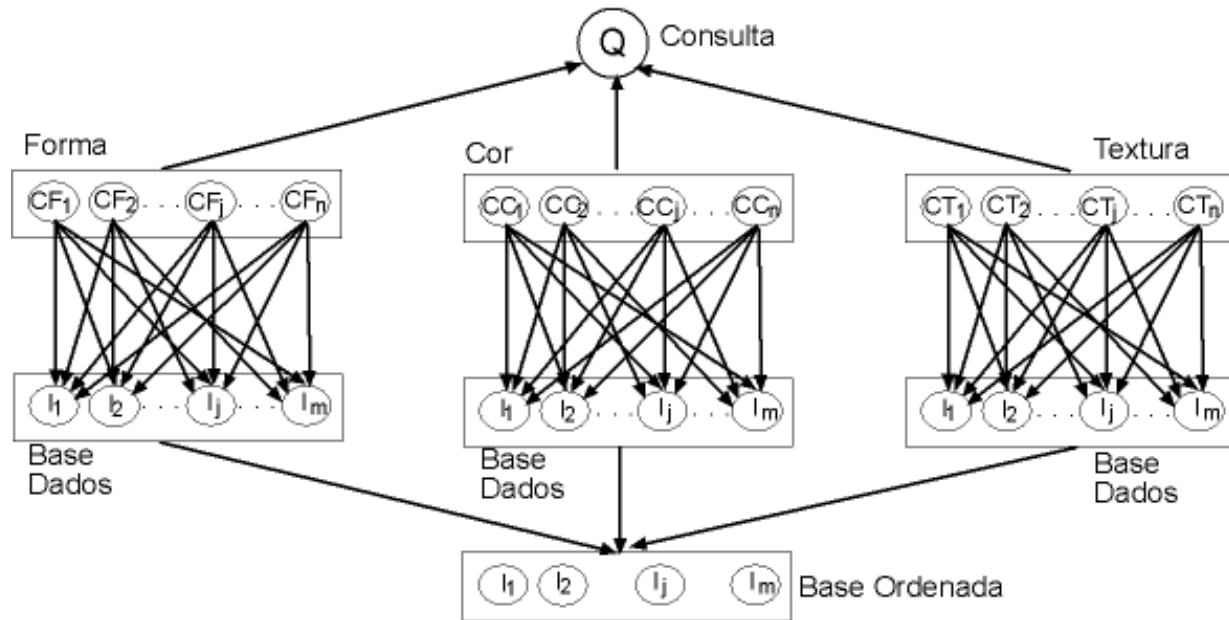 Q Consulta
Forma
Cor
Textura
CF1 CF2 . . . . CFj . . . . CFn
CC1 CC2 . . . . CCj . . . . CCn
CT1 CT2 . . . . CTj . . . . CTn
I1 I2 . . . . Ij . . . . Im
I1 I2 . . . . Ij . . . . Im
I1 I2 . . . . Ij . . . . Im
Base
Dados
Base
Dados
Base
Dados
I1 I2 Ij Im Base Ordenada